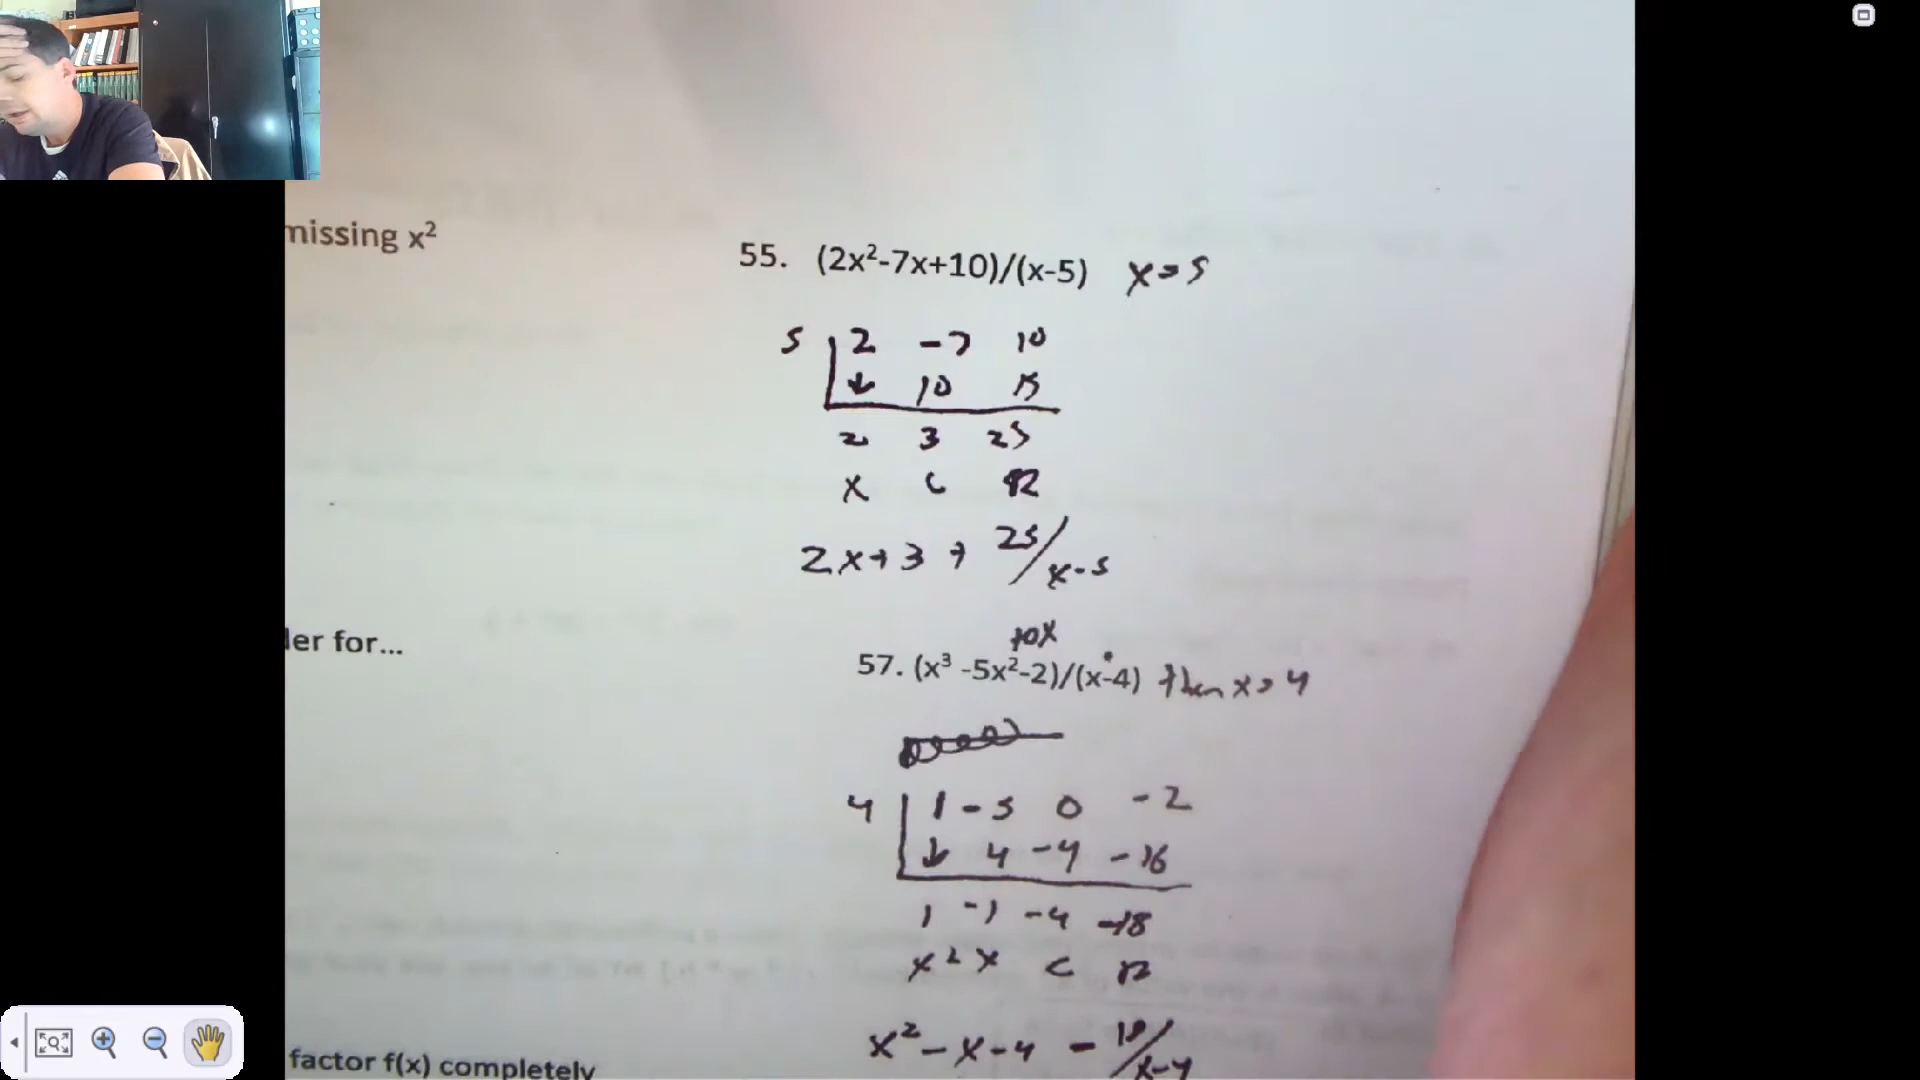 missing x²
55. (2x²-7x+10)/(x-5) x=5
5 2 -7 10
↓ 10 15
2 3 25
x c R
2x+3+ 25/x-5
der for...
+0x
57. (x³ -5x²-2)/(x-4) then x=4
4 1 -5 0 -2
↓ 4 -4 -16
1 -1 -4 -18
x² x c R
x²-x-4 - 18/x-4
factor f(x) completely